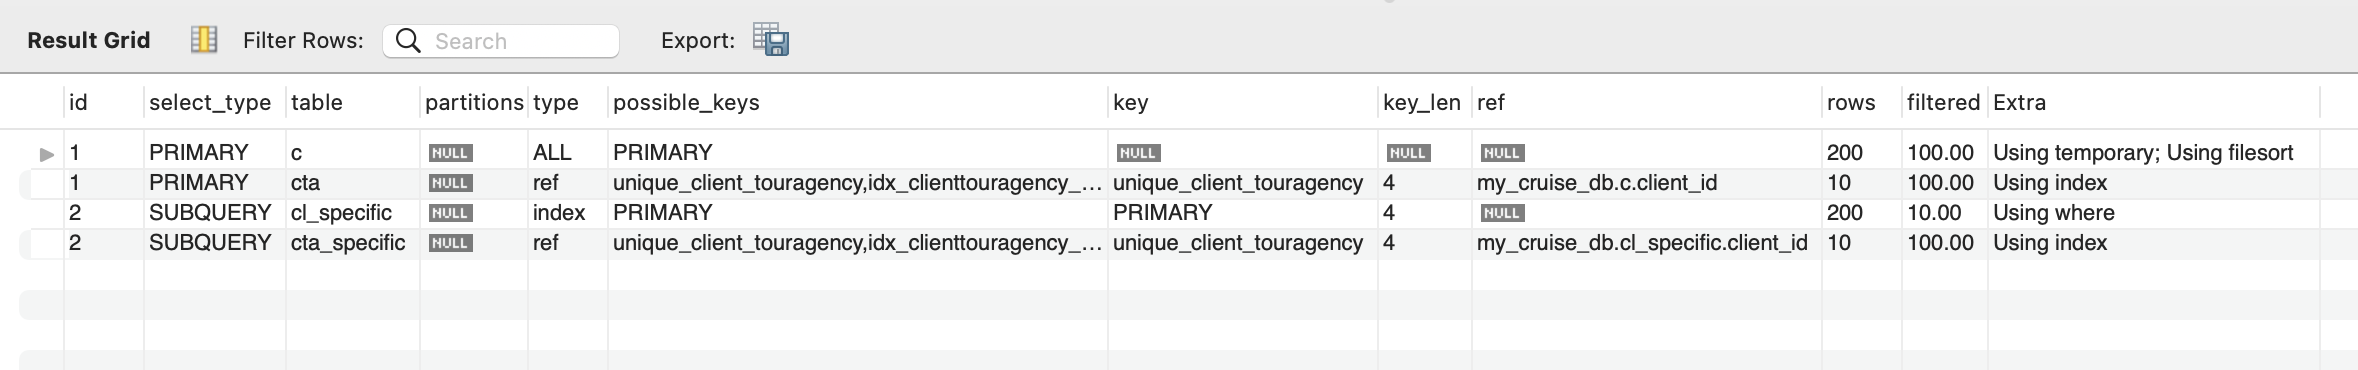 Result Grid Filter Rows: Search Export:
id select_type table partitions type possible_keys key key_len ref rows filtered Extra
1 PRIMARY c NULL ALL PRIMARY NULL NULL NULL 200 100.00 Using temporary; Using filesort
1 PRIMARY cta NULL ref unique_client_touragency,idx_clienttouragency_... unique_client_touragency 4 my_cruise_db.c.client_id 10 100.00 Using index
2 SUBQUERY cl_specific NULL index PRIMARY PRIMARY 4 NULL 200 10.00 Using where
2 SUBQUERY cta_specific NULL ref unique_client_touragency,idx_clienttouragency_... unique_client_touragency 4 my_cruise_db.cl_specific.client_id 10 100.00 Using index